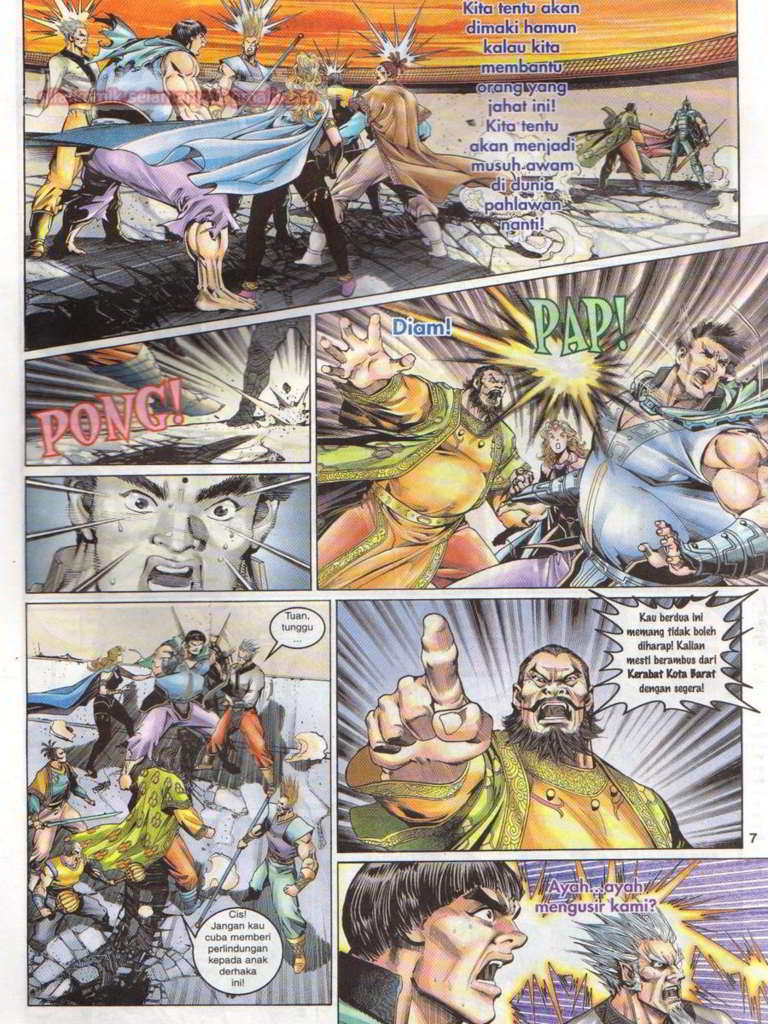 Kita tentu akan
dimaki hamun
kalau kita
membantu
orang yang
jahat ini!
Kita tentu
akan menjadi
musuh awam
di dunia
pahlawan
nanti!
PONG!
Diam!
PAP!
Tuan,
tunggu
...
Cis!
Jangan kau
cuba memberi
perlindungan
kepada anak
derhaka
ini!
Kau berdua ini
memang tidak boleh
diharap! Kalian
mesti berambus dari
Kerabat Kota Barat
dengan segera!
7
Ayah...ayah
mengusir kami?